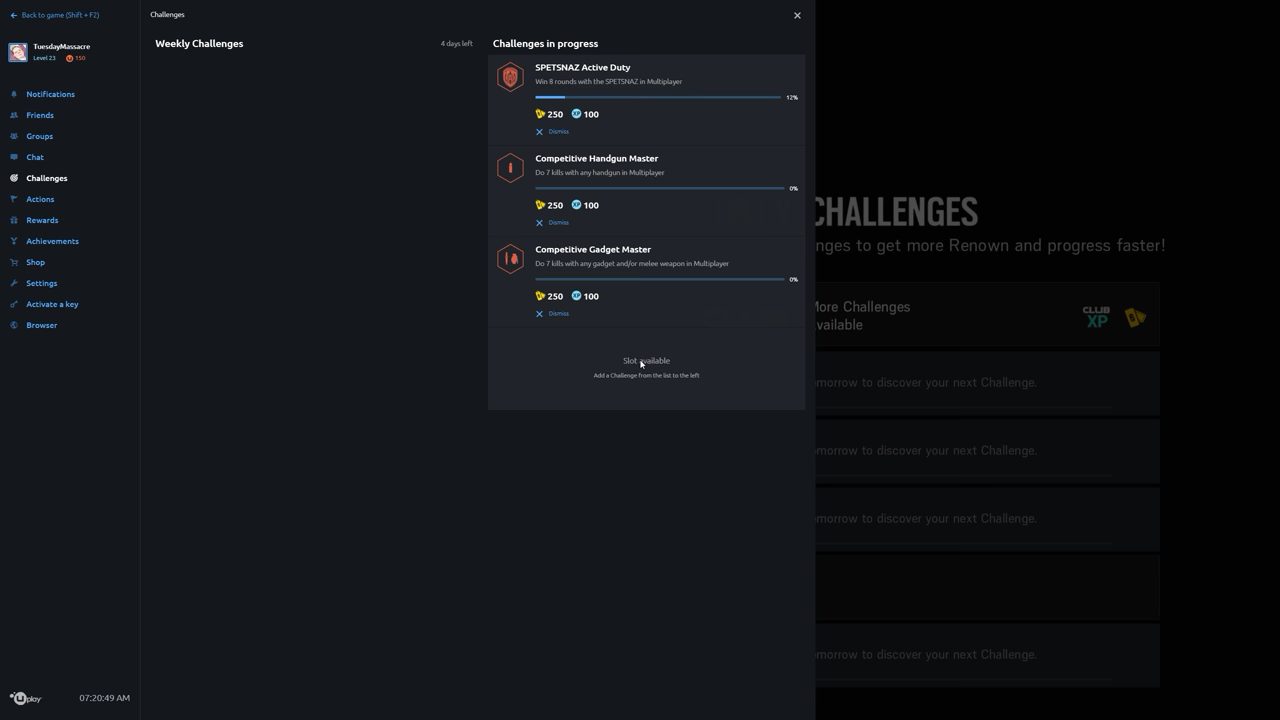 Back to game (Shift + F2)
TuesdayMassacre
Level 23 150
Notifications
Friends
Groups
Chat
Challenges
Actions
Rewards
Achievements
Shop
Settings
Activate a key
Browser
uplay
07:20:49 AM
Challenges
Weekly Challenges
4 days left
Challenges in progress
SPETSNAZ Active Duty
Win 8 rounds with the SPETSNAZ in Multiplayer
12%
250 XP 100
Dismiss
Competitive Handgun Master
Do 7 kills with any handgun in Multiplayer
0%
250 XP 100
Dismiss
Competitive Gadget Master
Do 7 kills with any gadget and/or melee weapon in Multiplayer
0%
250 XP 100
Dismiss
Slot available
Add a Challenge from the list to the left
CHALLENGES
nges to get more Renown and progress faster!
More Challenges
vailable
CLUB
XP
morrow to discover your next Challenge.
morrow to discover your next Challenge.
morrow to discover your next Challenge.
morrow to discover your next Challenge.